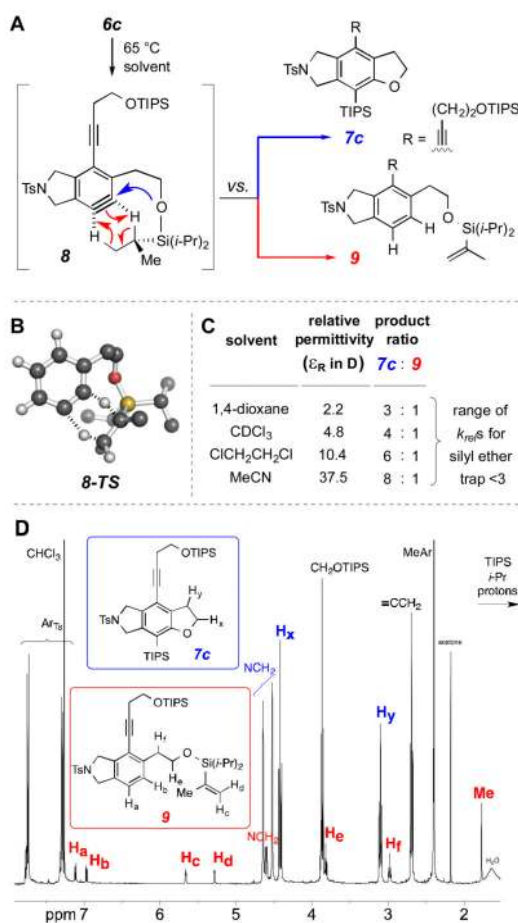 A
6c
65 °C
solvent
OTIPS
TsN
O
H
H
Si(i-Pr)2
Me
8
vs.
R
TsN
O
TIPS
7c
(CH2)2OTIPS
R =
R
TsN
O
Si(i-Pr)2
H
H
9
B
8-TS
C
solvent
relative
permittivity
(εR in D)
product
ratio
7c : 9
1,4-dioxane 2.2 3 : 1
CDCl3 4.8 4 : 1
ClCH2CH2Cl 10.4 6 : 1
MeCN 37.5 8 : 1
range of
krels for
silyl ether
trap <3
D
CHCl3
ArTs
OTIPS
TsN
Hy
Hx
O
TIPS
7c
OTIPS
TsN
Hf
O
He
Si(i-Pr)2
Me
Hd
Hc
Hb
Ha
9
NCH2
NCH2
Hx
CH2OTIPS
≡CCH2
MeAr
acetone
TIPS
i-Pr
protons
Ha
Hb
Hc
Hd
He
Hy
Hf
Me
H2O
ppm 7 6 5 4 3 2